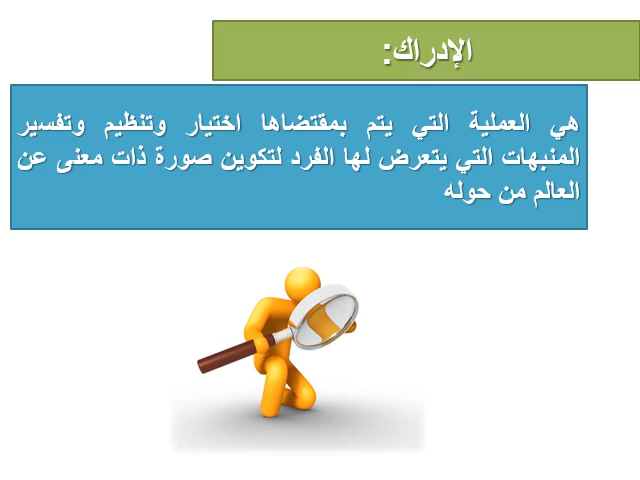 الإدراك:
هي العملية التي يتم بمقتضاها اختيار وتنظيم وتفسير
المنبهات التي يتعرض لها الفرد لتكوين صورة ذات معنى عن
العالم من حوله